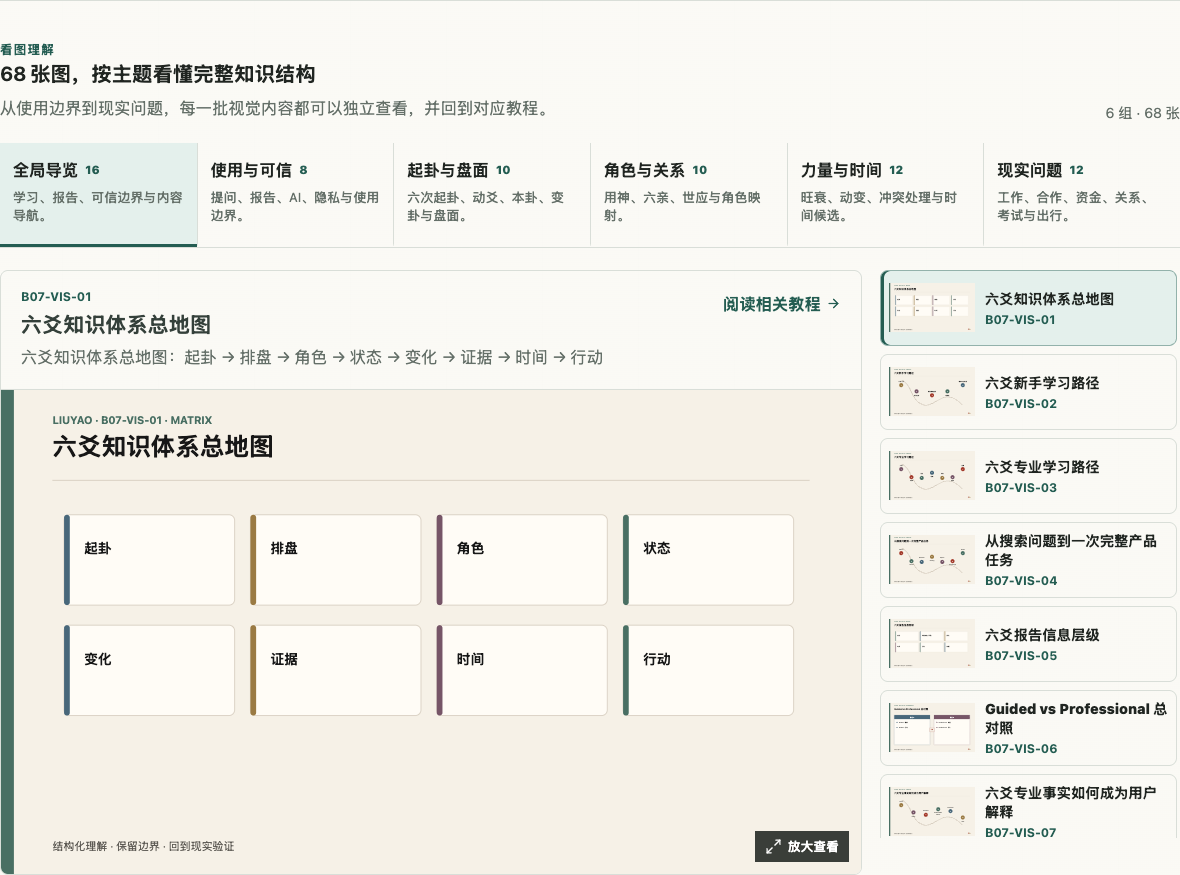 看图理解
68 张图，按主题看懂完整知识结构
从使用边界到现实问题，每一批视觉内容都可以独立查看，并回到对应教程。
6 组 · 68 张
全局导览 16
学习、报告、可信边界与内容
导航。
使用与可信 8
提问、报告、AI、隐私与使用
边界。
起卦与盘面 10
六次起卦、动爻、本卦、变
卦与盘面。
角色与关系 10
用神、六亲、世应与角色映
射。
力量与时间 12
旺衰、动变、冲突处理与时
间候选。
现实问题 12
工作、合作、资金、关系、
考试与出行。
B07-VIS-01
六爻知识体系总地图
六爻知识体系总地图：起卦 → 排盘 → 角色 → 状态 → 变化 → 证据 → 时间 → 行动
阅读相关教程 →
LIUYAO · B07-VIS-01 · MATRIX
六爻知识体系总地图
起卦
排盘
角色
状态
变化
证据
时间
行动
结构化理解 · 保留边界 · 回到现实验证
放大查看
六爻知识体系总地图
B07-VIS-01
六爻新手学习路径
B07-VIS-02
六爻专业学习路径
B07-VIS-03
从搜索问题到一次完整产品
任务
B07-VIS-04
六爻报告信息层级
B07-VIS-05
Guided vs Professional 总
对照
B07-VIS-06
六爻专业事实如何成为用户
解释
B07-VIS-07